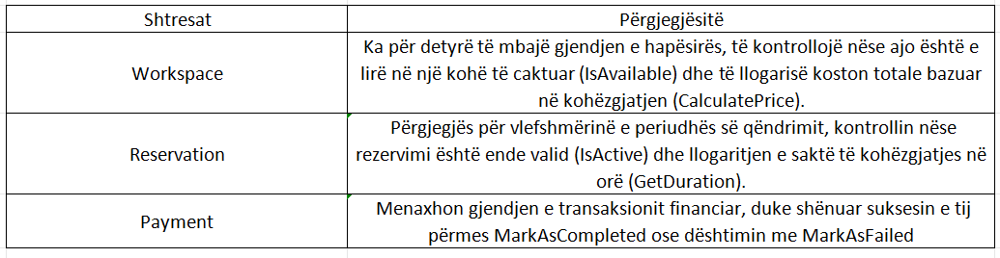 Shtresat
Përgjegjësitë
Workspace
Ka për detyrë të mbajë gjendjen e hapësirës, të kontrollojë nëse ajo është e
lirë në një kohë të caktuar (IsAvailable) dhe të llogarisë koston totale bazuar
në kohëzgjatjen (CalculatePrice).
Reservation
Përgjegjës për vlefshmërinë e periudhës së qëndrimit, kontrollin nëse
rezervimi është ende valid (IsActive) dhe llogaritjen e saktë të kohëzgjatjes në
orë (GetDuration).
Payment
Menaxhon gjendjen e transaksionit financiar, duke shënuar suksesin e tij
përmes MarkAsCompleted ose dështimin me MarkAsFailed